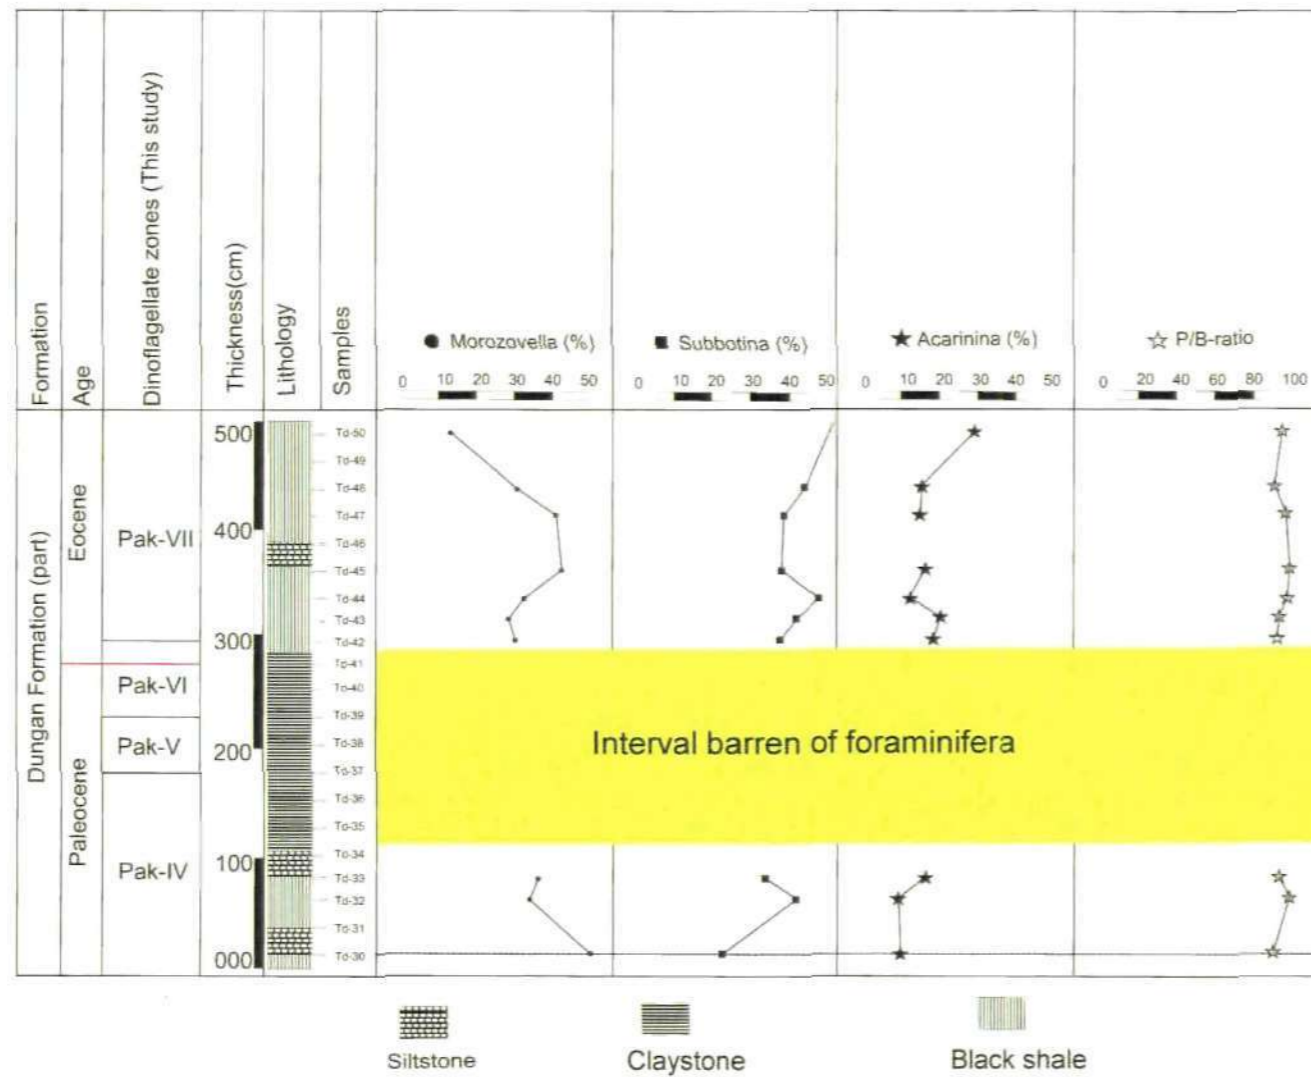 Formation
Age
Dinoflagellate zones (This study)
Thickness(cm)
Lithology
Samples
Morozovella (%)
Subbotina (%)
Acarinina (%)
P/B-ratio
0 10 20 30 40 50
0 10 20 30 40 50
0 10 20 30 40 50
0 20 40 60 80 100
Dungan Formation (part)
Eocene
Paleocene
Pak-VII
Pak-VI
Pak-V
Pak-IV
500
400
300
200
100
000
Td-50
Td-49
Td-48
Td-47
Td-46
Td-45
Td-44
Td-43
Td-42
Td-41
Td-40
Td-39
Td-38
Td-37
Td-36
Td-35
Td-34
Td-33
Td-32
Td-31
Td-30
Interval barren of foraminifera
Siltstone
Claystone
Black shale